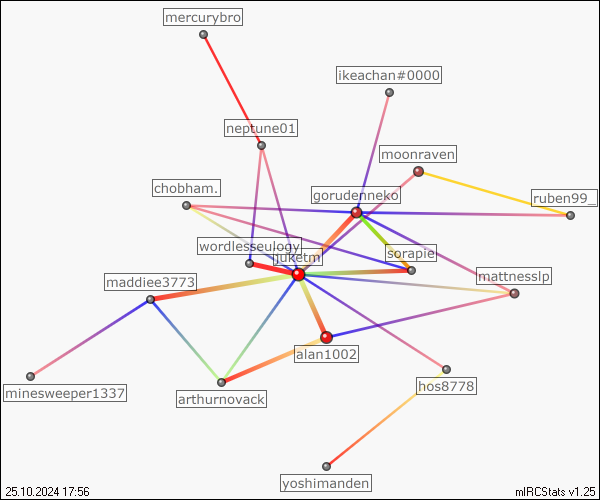 mercurybro
ikeachan#0000
neptune01
moonraven
chobham.
gorudenneko
ruben99_
wordlesseulogy
juketm
sorapie
mattnesslp
maddiee3773
alan1002
minesweeper1337
arthurnovack
hos8778
yoshimanden
25.10.2024 17:56
mIRCStats v1.25